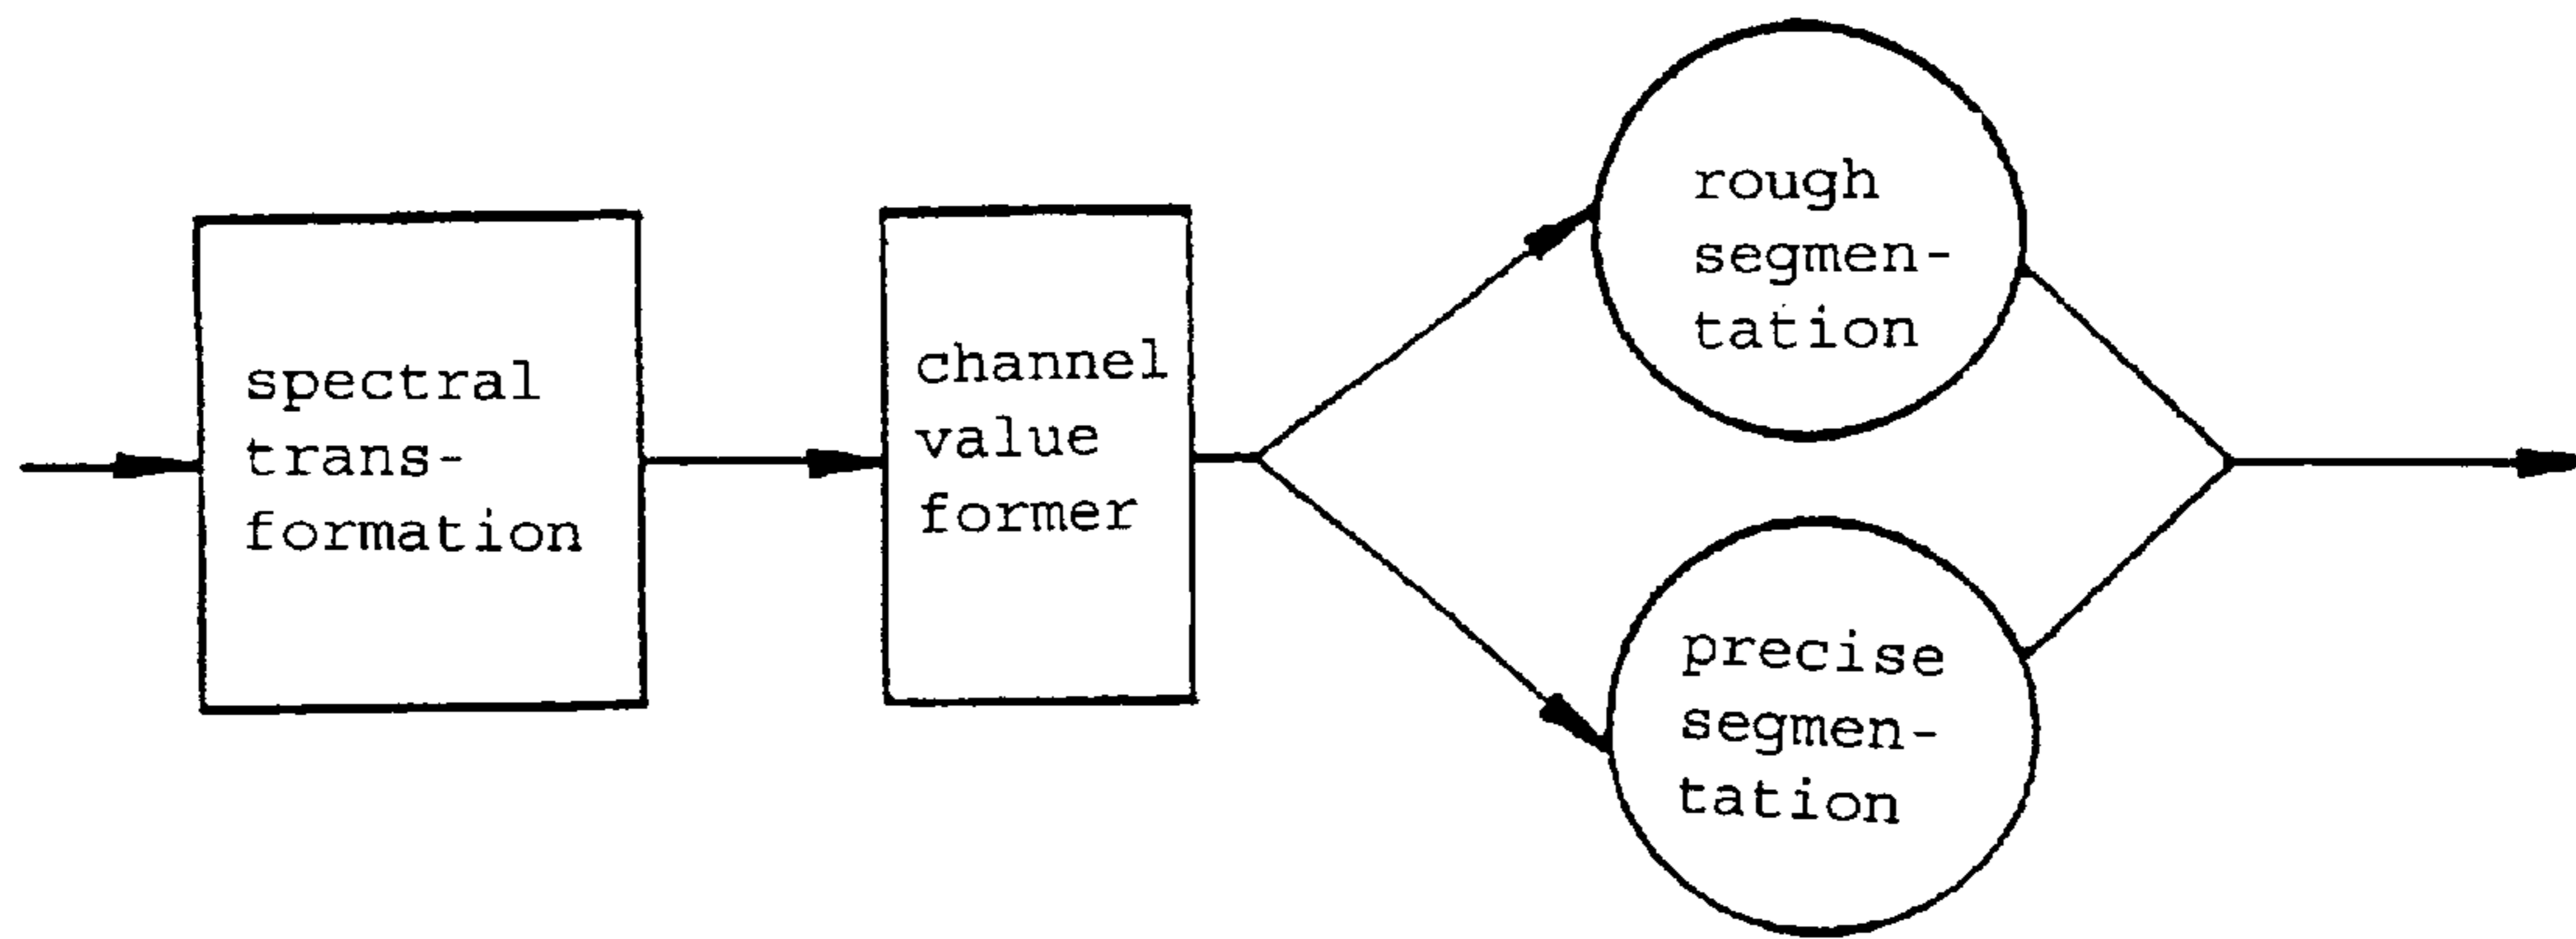 spectral
trans-
formation
channel
value
former
rough
segmen-
tation
precise
segmen-
tation